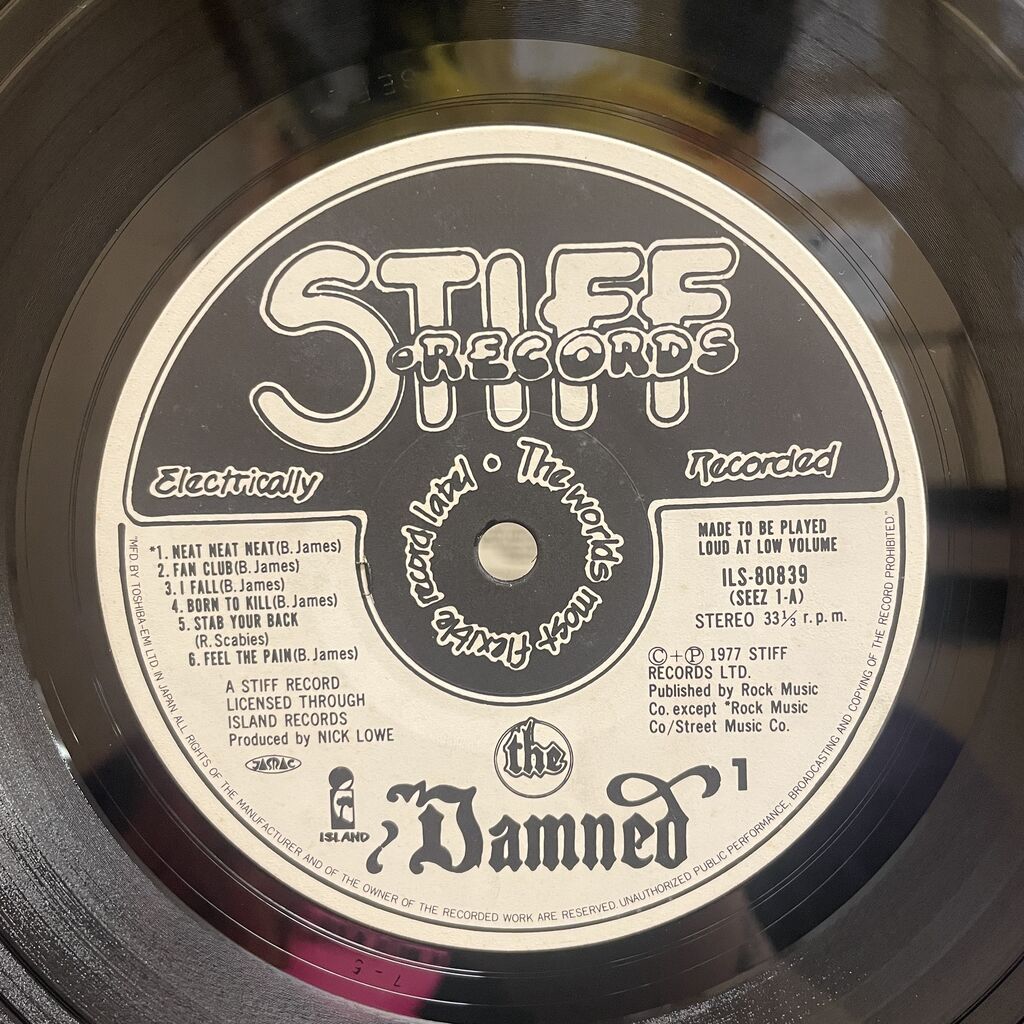 STIFF
•RECORDS
Electrically
Recorded
The worlds most flexible record label •
*1. NEAT NEAT NEAT(B. James)
2. FAN CLUB(B. James)
3. I FALL(B. James)
4. BORN TO KILL(B. James)
5. STAB YOUR BACK
(R. Scabies)
6. FEEL THE PAIN(B. James)
A STIFF RECORD
LICENSED THROUGH
ISLAND RECORDS
Produced by NICK LOWE
JASRAC
ISLAND
MADE TO BE PLAYED
LOUD AT LOW VOLUME
ILS-80839
(SEEZ 1-A)
STEREO 33⅓ r.p.m.
©+Ⓟ 1977 STIFF
RECORDS LTD.
Published by Rock Music
Co. except *Rock Music
Co/Street Music Co.
the
Damned
1
"MFD. BY TOSHIBA-EMI LTD. IN JAPAN ALL RIGHTS OF THE MANUFACTURER AND OF THE OWNER OF THE RECORDED WORK ARE RESERVED. UNAUTHORIZED PUBLIC PERFORMANCE, BROADCASTING AND COPYING OF THE RECORD PROHIBITED."